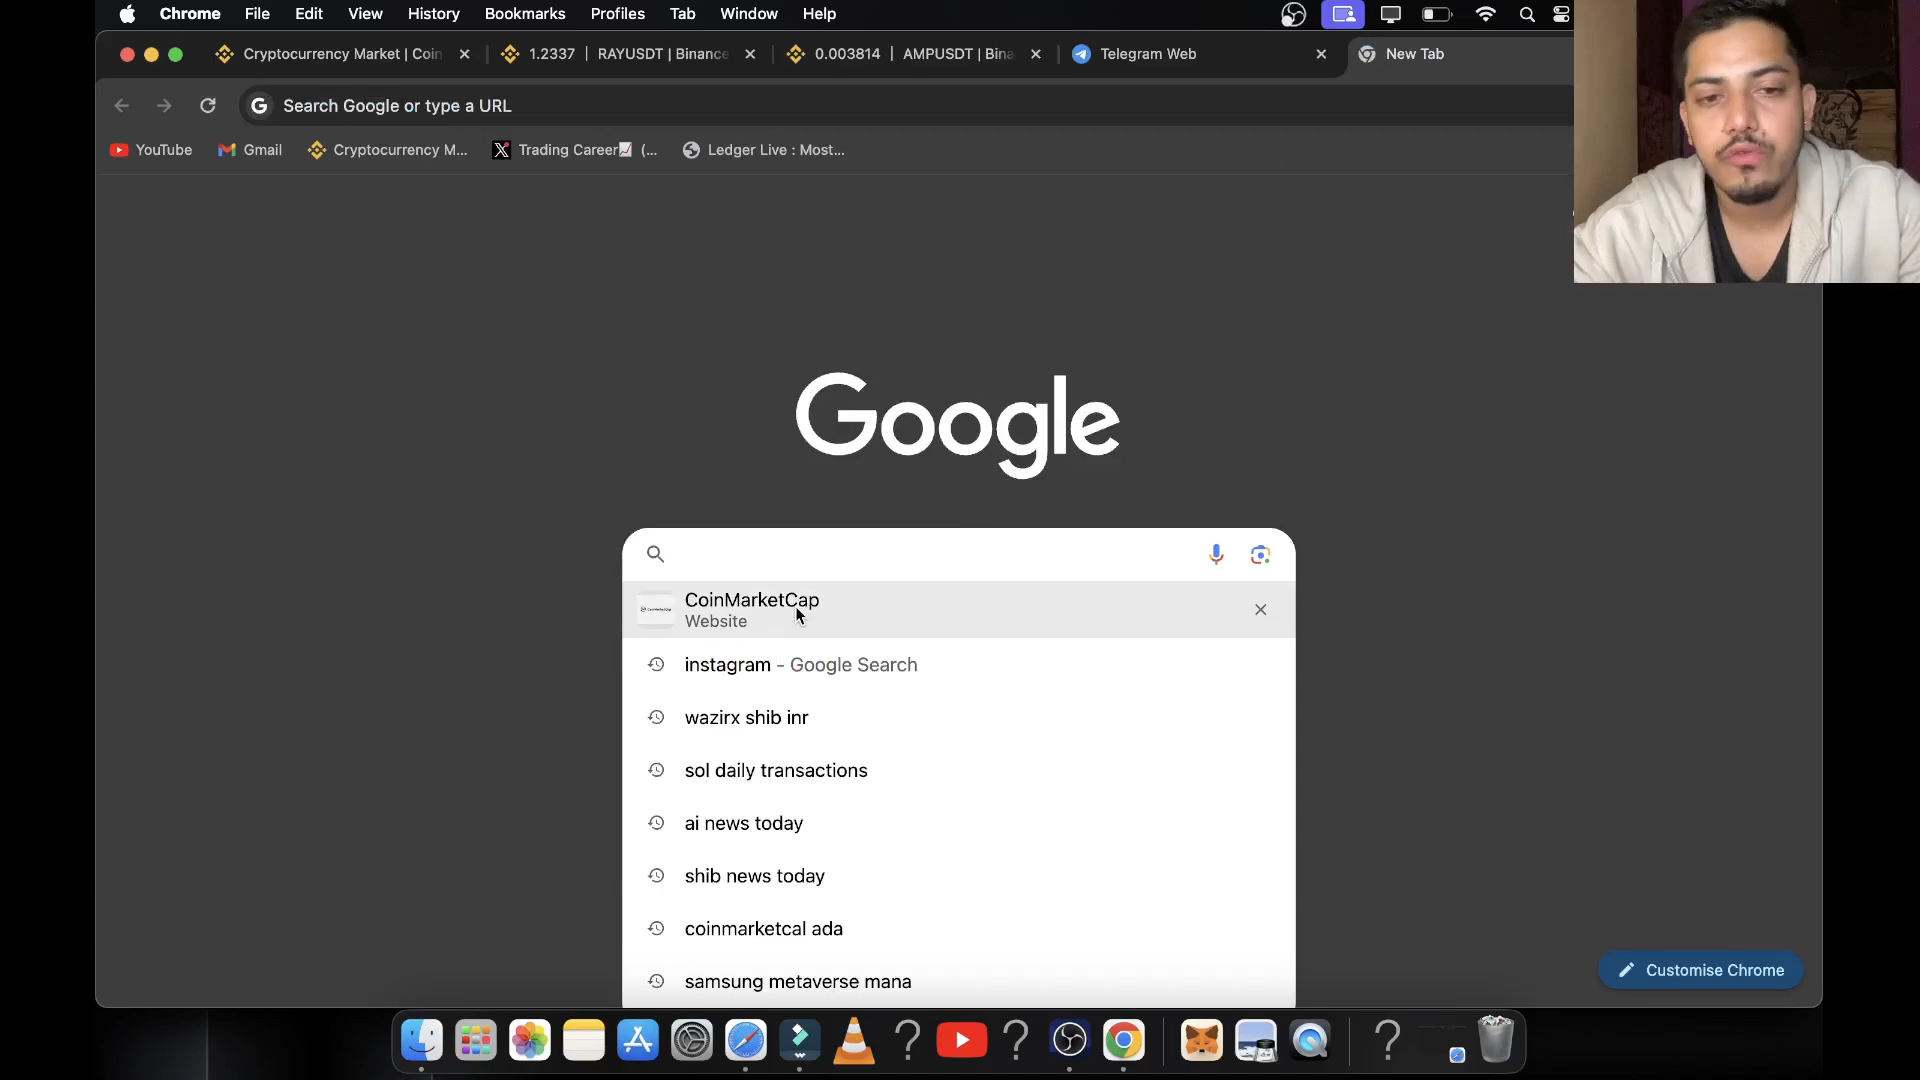 Chrome File Edit View History Bookmarks Profiles Tab Window Help
Cryptocurrency Market | Coin 1.2337 | RAYUSDT | Binance 0.003814 | AMPUSDT | Bina Telegram Web New Tab
Search Google or type a URL
YouTube Gmail Cryptocurrency M... Trading Career📈 (... Ledger Live : Most...
Google
CoinMarketCap
Website
instagram - Google Search
wazirx shib inr
sol daily transactions
ai news today
shib news today
coinmarketcal ada
samsung metaverse mana
Customise Chrome